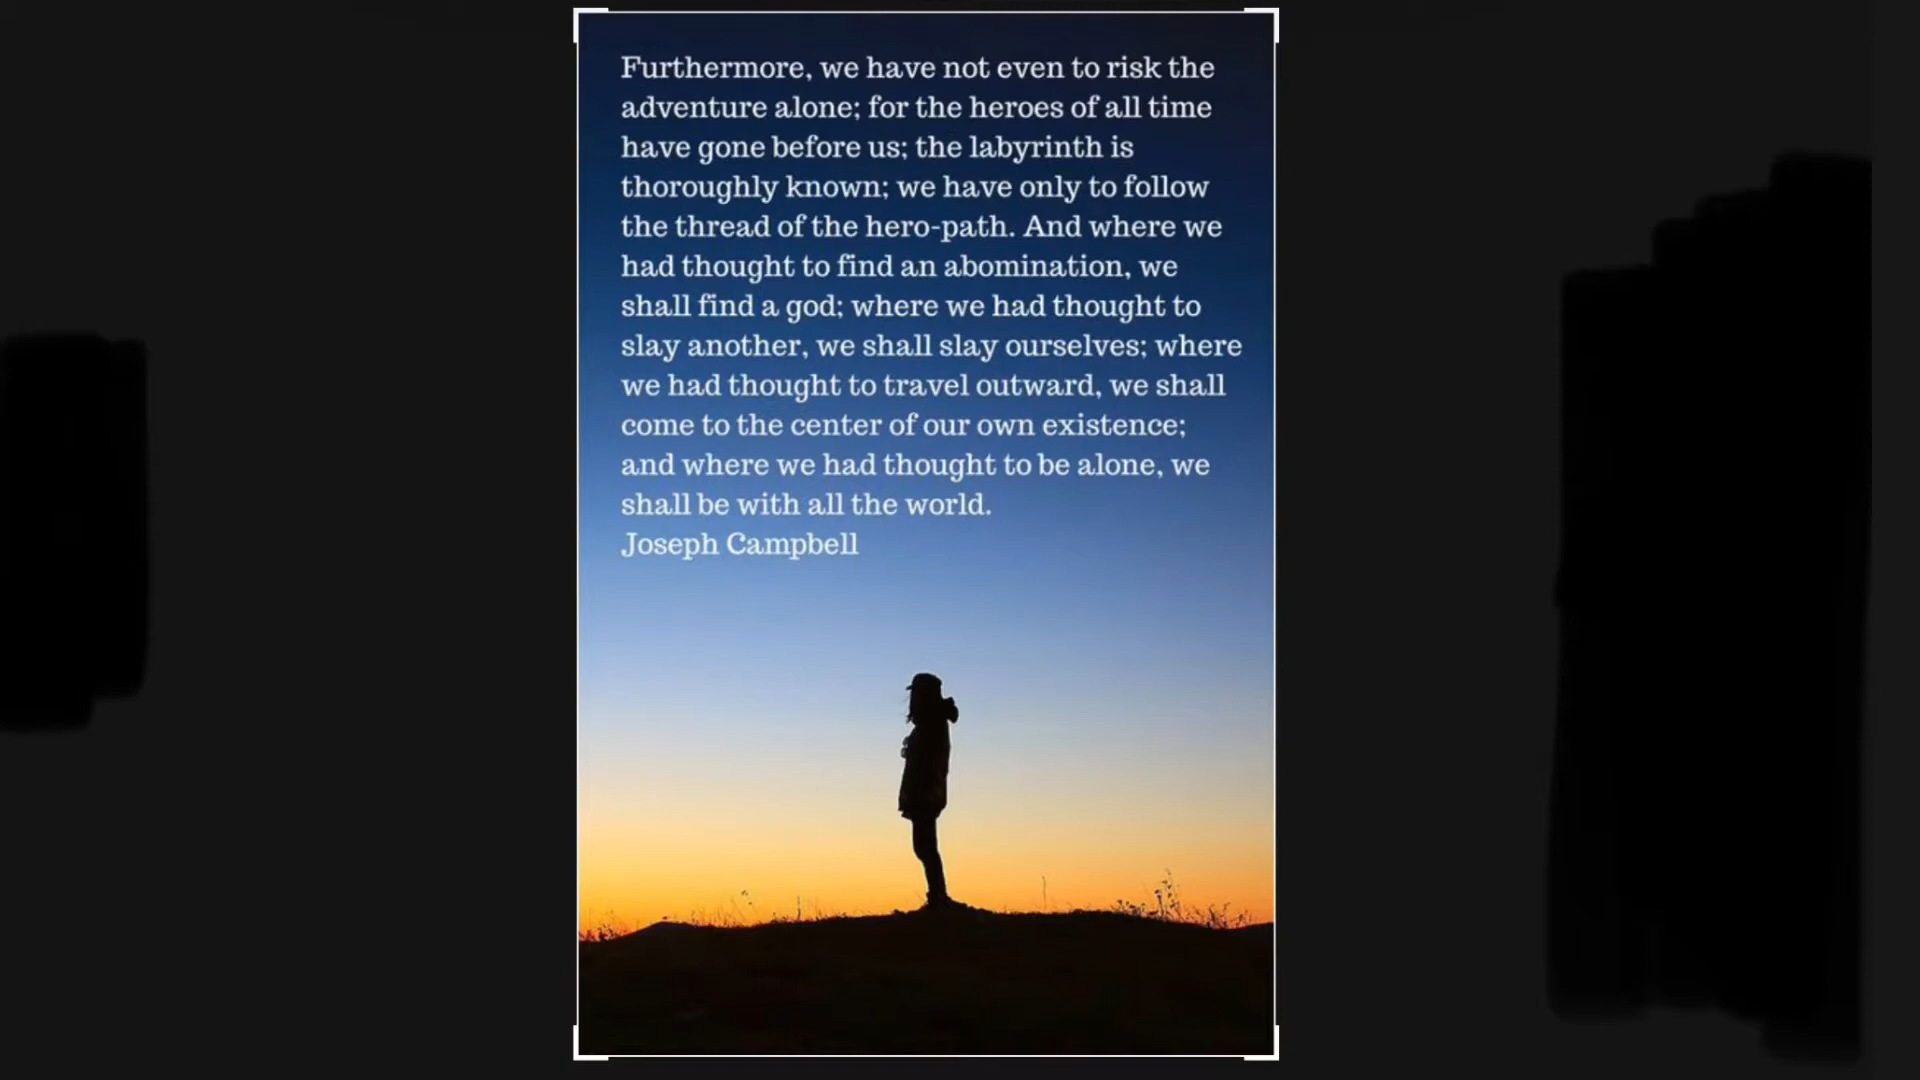 Furthermore, we have not even to risk the
adventure alone; for the heroes of all time
have gone before us; the labyrinth is
thoroughly known; we have only to follow
the thread of the hero-path. And where we
had thought to find an abomination, we
shall find a god; where we had thought to
slay another, we shall slay ourselves; where
we had thought to travel outward, we shall
come to the center of our own existence;
and where we had thought to be alone, we
shall be with all the world.
Joseph Campbell